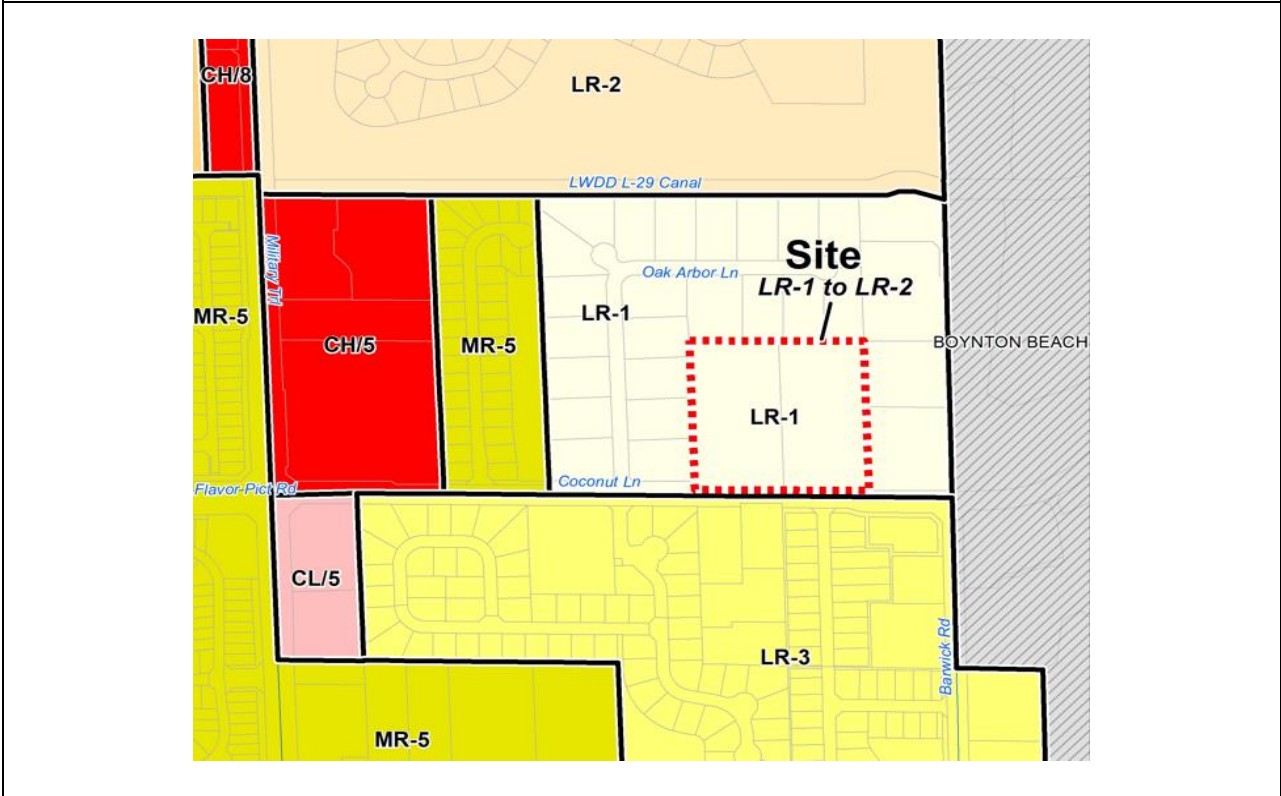 CH/8
LR-2
LWDD L-29 Canal
Military Trl
Site
LR-1 to LR-2
Oak Arbor Ln
LR-1
MR-5
CH/5
MR-5
BOYNTON BEACH
LR-1
Coconut Ln
Flavor Pict Rd
CL/5
LR-3
Barwick Rd
MR-5